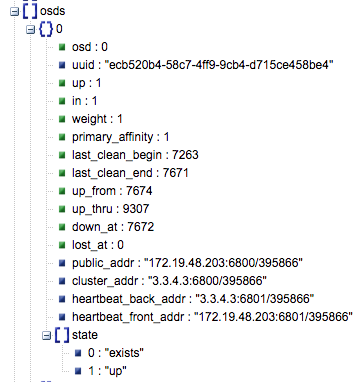 [ ] osds
{ } 0
osd : 0
uuid : "ecb520b4-58c7-4ff9-9cb4-d715ce458be4"
up : 1
in : 1
weight : 1
primary_affinity : 1
last_clean_begin : 7263
last_clean_end : 7671
up_from : 7674
up_thru : 9307
down_at : 7672
lost_at : 0
public_addr : "172.19.48.203:6800/395866"
cluster_addr : "3.3.4.3:6800/395866"
heartbeat_back_addr : "3.3.4.3:6801/395866"
heartbeat_front_addr : "172.19.48.203:6801/395866"
[ ] state
0 : "exists"
1 : "up"